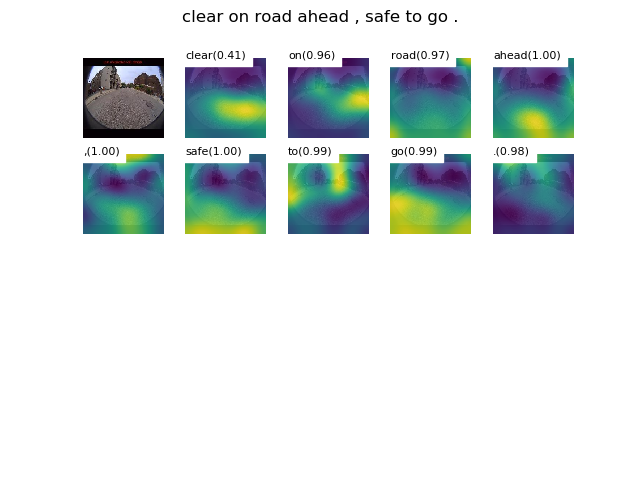 clear on road ahead , safe to go .
clear(0.41)
on(0.96)
road(0.97)
ahead(1.00)
,(1.00)
safe(1.00)
to(0.99)
go(0.99)
.(0.98)